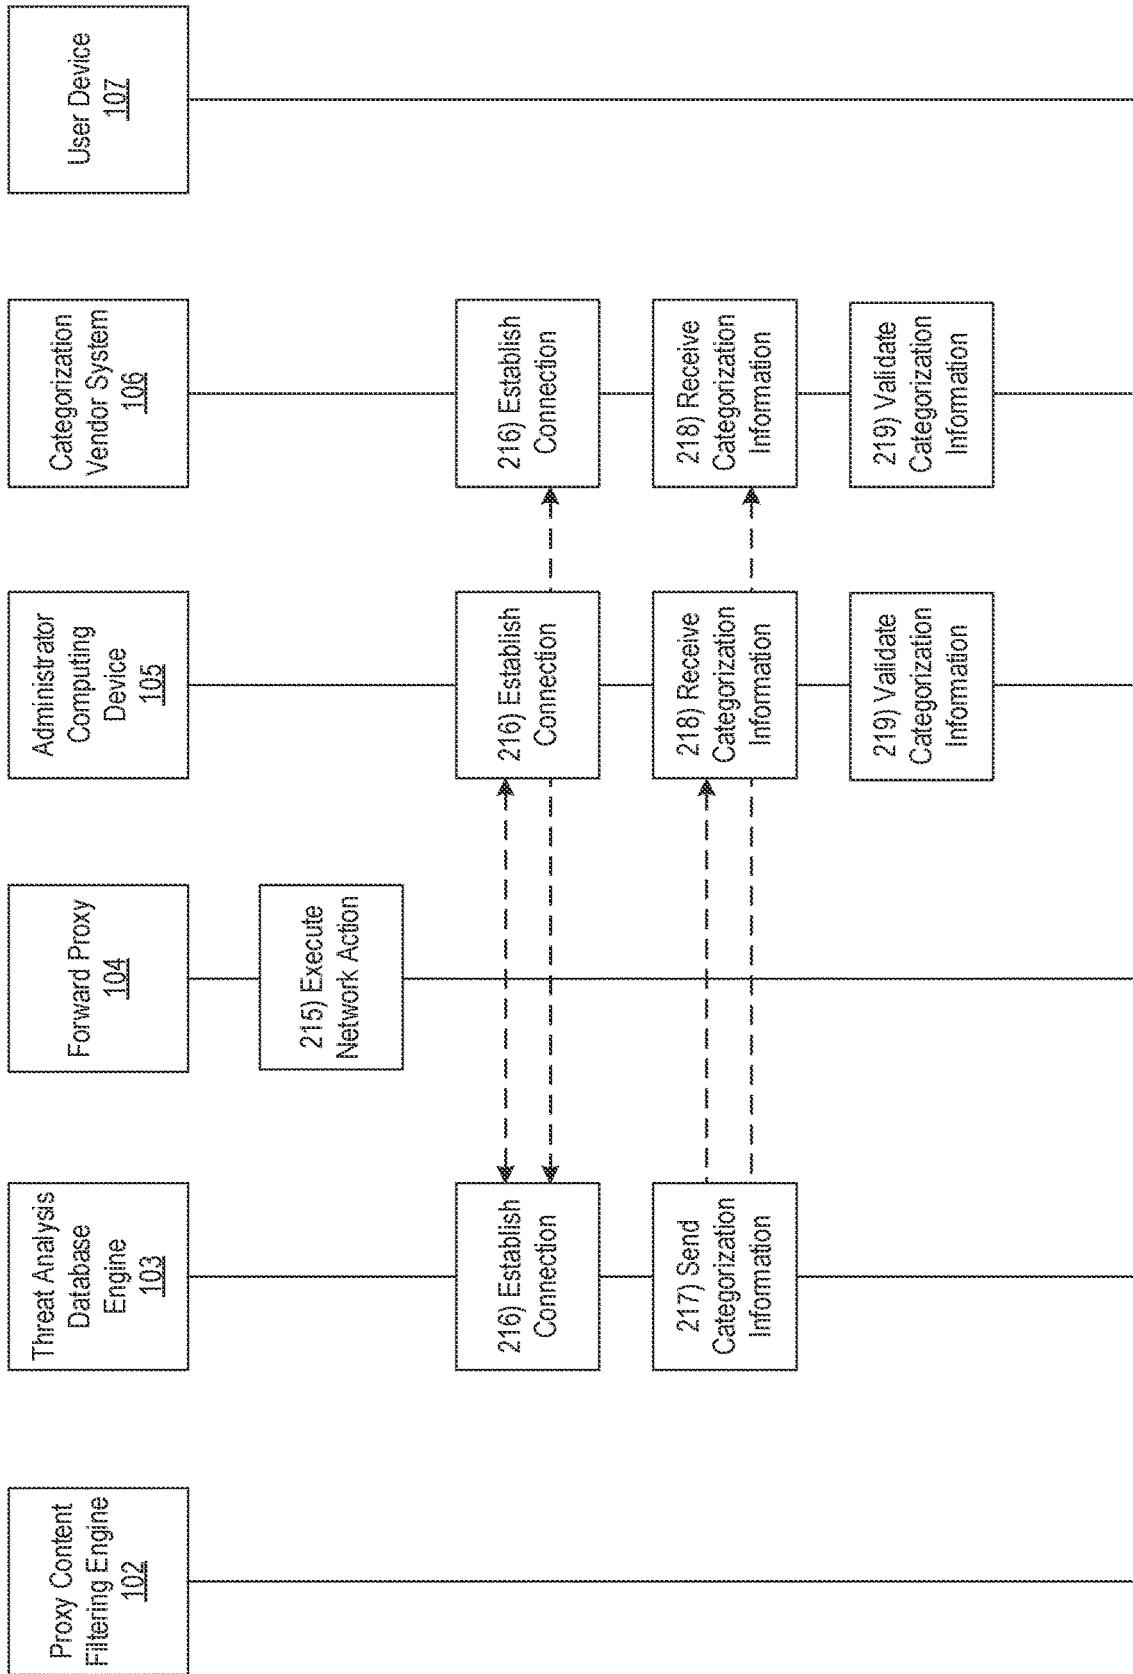 Proxy Content
Filtering Engine
102
Threat Analysis
Database
Engine
103
Forward Proxy
104
Administrator
Computing
Device
105
Categorization
Vendor System
106
User Device
107
215) Execute
Network Action
216) Establish
Connection
216) Establish
Connection
216) Establish
Connection
217) Send
Categorization
Information
218) Receive
Categorization
Information
218) Receive
Categorization
Information
219) Validate
Categorization
Information
219) Validate
Categorization
Information